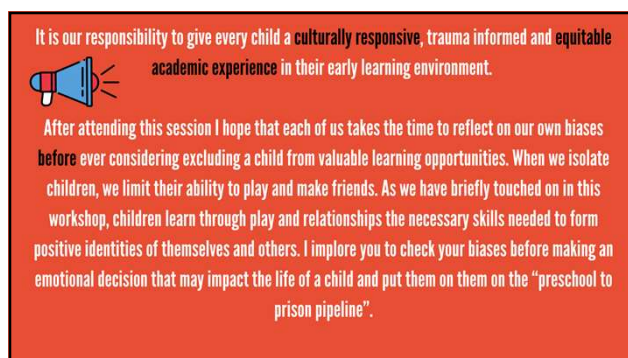 It is our responsibility to give every child a culturally responsive, trauma informed and equitable
academic experience in their early learning environment.
After attending this session I hope that each of us takes the time to reflect on our own biases
before ever considering excluding a child from valuable learning opportunities. When we isolate
children, we limit their ability to play and make friends. As we have briefly touched on in this
workshop, children learn through play and relationships the necessary skills needed to form
positive identities of themselves and others. I implore you to check your biases before making an
emotional decision that may impact the life of a child and put them on them on the “preschool to
prison pipeline”.